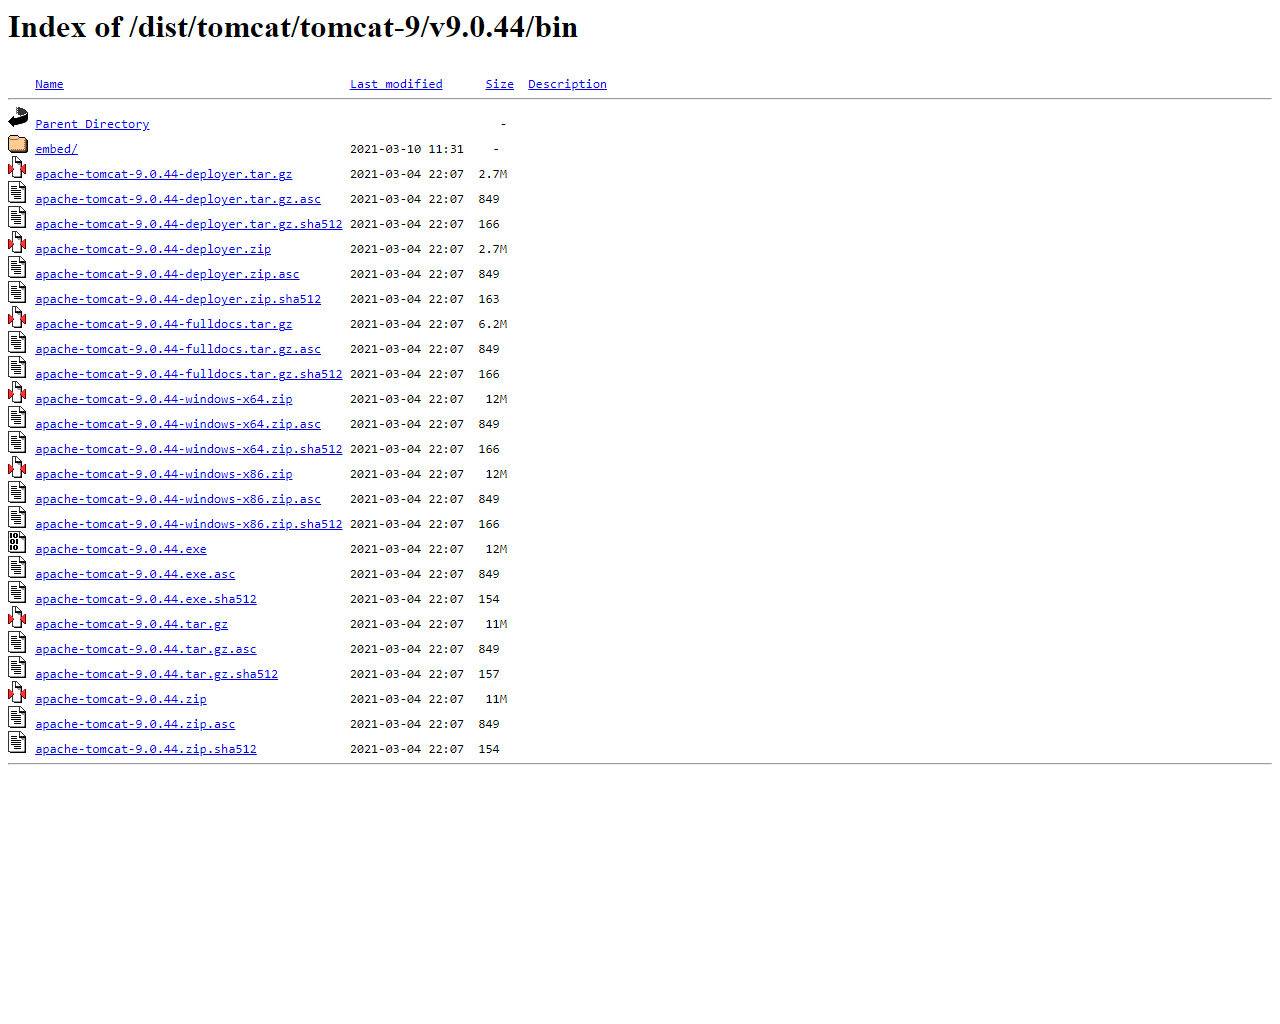 Index of /dist/tomcat/tomcat-9/v9.0.44/bin
Name Last modified Size Description
Parent Directory -
embed/ 2021-03-10 11:31 -
apache-tomcat-9.0.44-deployer.tar.gz 2021-03-04 22:07 2.7M
apache-tomcat-9.0.44-deployer.tar.gz.asc 2021-03-04 22:07 849
apache-tomcat-9.0.44-deployer.tar.gz.sha512 2021-03-04 22:07 166
apache-tomcat-9.0.44-deployer.zip 2021-03-04 22:07 2.7M
apache-tomcat-9.0.44-deployer.zip.asc 2021-03-04 22:07 849
apache-tomcat-9.0.44-deployer.zip.sha512 2021-03-04 22:07 163
apache-tomcat-9.0.44-fulldocs.tar.gz 2021-03-04 22:07 6.2M
apache-tomcat-9.0.44-fulldocs.tar.gz.asc 2021-03-04 22:07 849
apache-tomcat-9.0.44-fulldocs.tar.gz.sha512 2021-03-04 22:07 166
apache-tomcat-9.0.44-windows-x64.zip 2021-03-04 22:07 12M
apache-tomcat-9.0.44-windows-x64.zip.asc 2021-03-04 22:07 849
apache-tomcat-9.0.44-windows-x64.zip.sha512 2021-03-04 22:07 166
apache-tomcat-9.0.44-windows-x86.zip 2021-03-04 22:07 12M
apache-tomcat-9.0.44-windows-x86.zip.asc 2021-03-04 22:07 849
apache-tomcat-9.0.44-windows-x86.zip.sha512 2021-03-04 22:07 166
apache-tomcat-9.0.44.exe 2021-03-04 22:07 12M
apache-tomcat-9.0.44.exe.asc 2021-03-04 22:07 849
apache-tomcat-9.0.44.exe.sha512 2021-03-04 22:07 154
apache-tomcat-9.0.44.tar.gz 2021-03-04 22:07 11M
apache-tomcat-9.0.44.tar.gz.asc 2021-03-04 22:07 849
apache-tomcat-9.0.44.tar.gz.sha512 2021-03-04 22:07 157
apache-tomcat-9.0.44.zip 2021-03-04 22:07 11M
apache-tomcat-9.0.44.zip.asc 2021-03-04 22:07 849
apache-tomcat-9.0.44.zip.sha512 2021-03-04 22:07 154